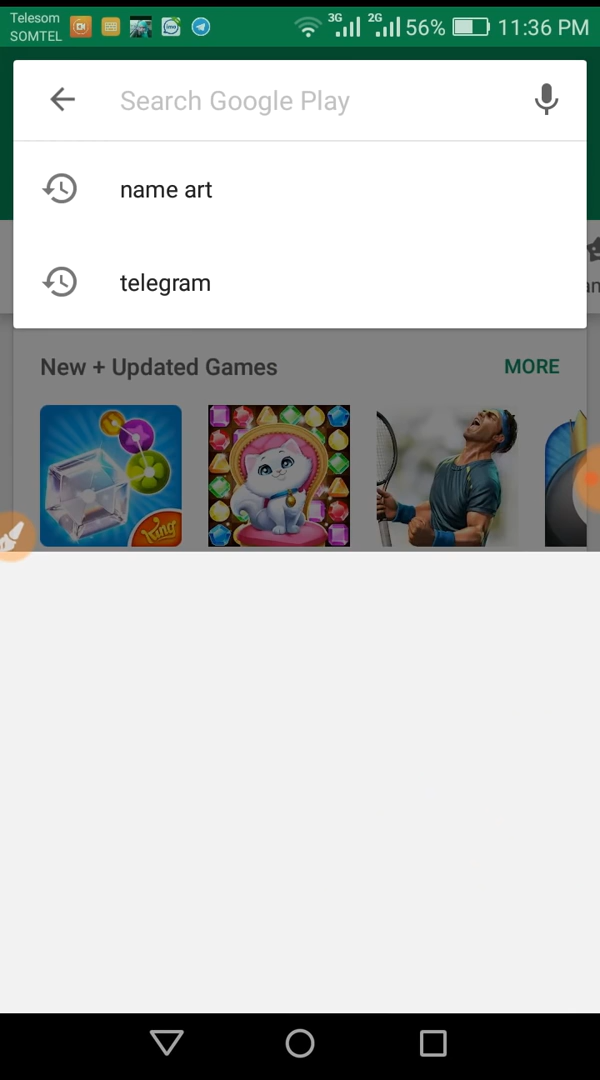 Telesom
SOMTEL
3G
2G
56%
11:36 PM
Search Google Play
name art
telegram
New + Updated Games
MORE
King